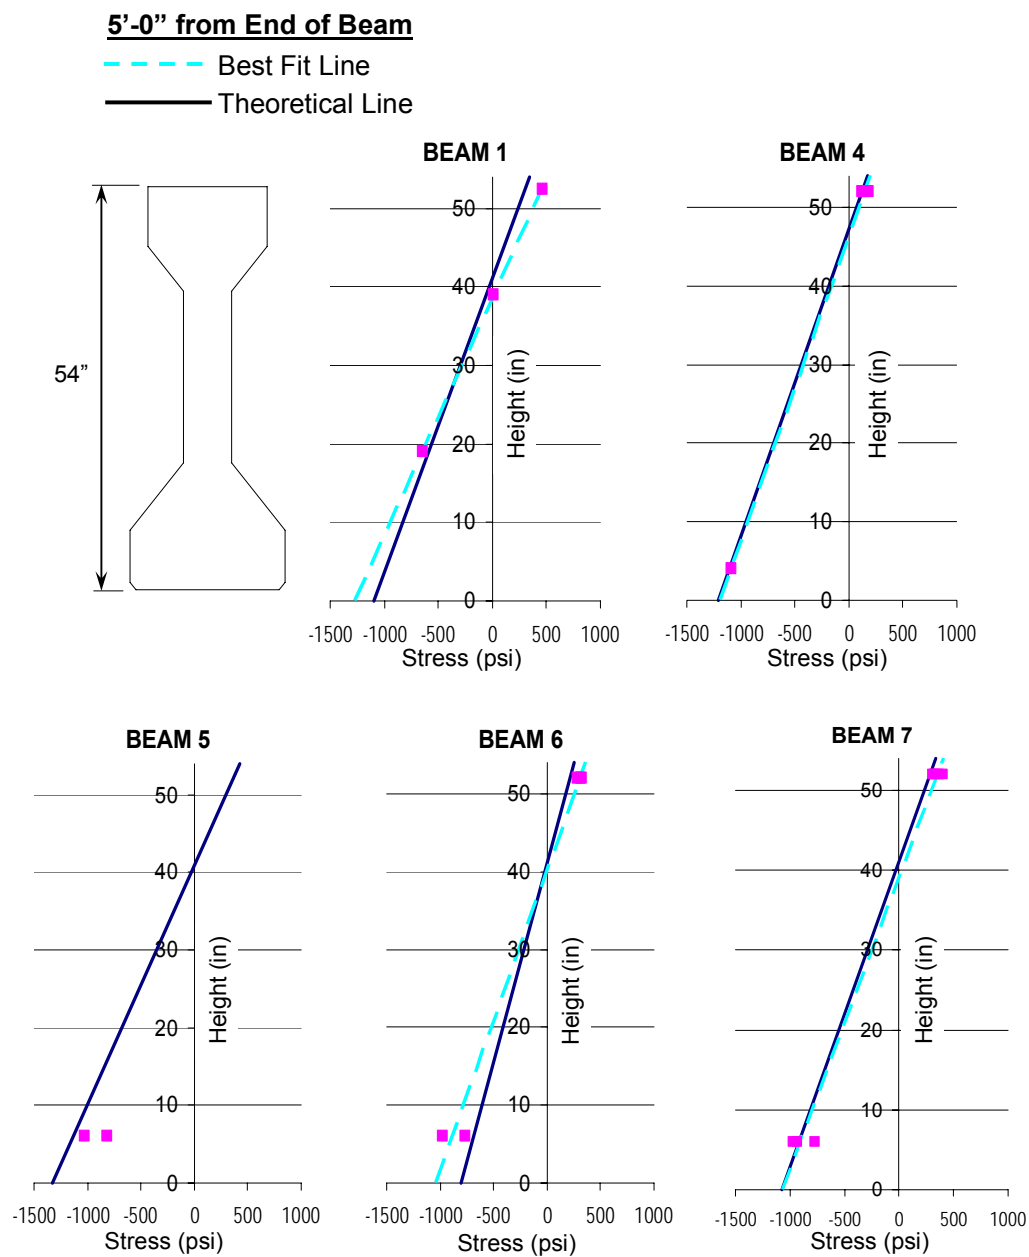 5’-0” from End of Beam
Best Fit Line
Theoretical Line
54”
BEAM 1
50
40
30
20
10
0
-1500 -1000 -500 0 500 1000
Height (in)
Stress (psi)
BEAM 4
50
40
30
20
10
0
-1500 -1000 -500 0 500 1000
Height (in)
Stress (psi)
BEAM 5
50
40
30
20
10
0
-1500 -1000 -500 0 500 1000
Height (in)
Stress (psi)
BEAM 6
50
40
30
20
10
0
-1500 -1000 -500 0 500 1000
Height (in)
Stress (psi)
BEAM 7
50
40
30
20
10
0
-1500 -1000 -500 0 500 1000
Height (in)
Stress (psi)